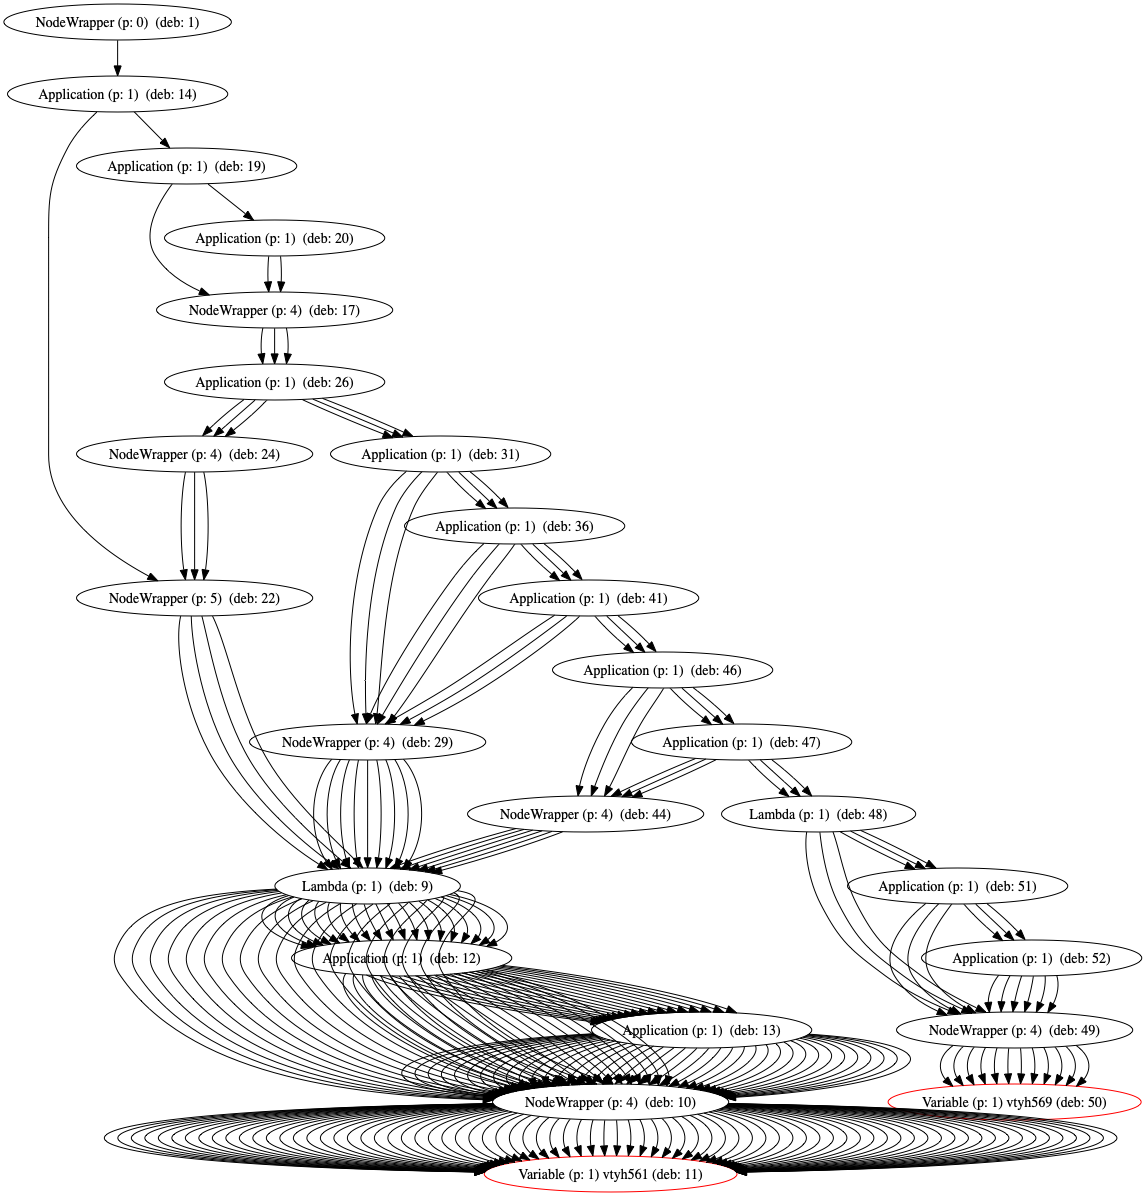 NodeWrapper (p: 0)  (deb: 1)
Application (p: 1)  (deb: 14)
Application (p: 1)  (deb: 19)
Application (p: 1)  (deb: 20)
NodeWrapper (p: 4)  (deb: 17)
Application (p: 1)  (deb: 26)
NodeWrapper (p: 4)  (deb: 24)
Application (p: 1)  (deb: 31)
Application (p: 1)  (deb: 36)
NodeWrapper (p: 5)  (deb: 22)
Application (p: 1)  (deb: 41)
Application (p: 1)  (deb: 46)
NodeWrapper (p: 4)  (deb: 29)
Application (p: 1)  (deb: 47)
NodeWrapper (p: 4)  (deb: 44)
Lambda (p: 1)  (deb: 48)
Lambda (p: 1)  (deb: 9)
Application (p: 1)  (deb: 51)
Application (p: 1)  (deb: 12)
Application (p: 1)  (deb: 52)
Application (p: 1)  (deb: 13)
NodeWrapper (p: 4)  (deb: 49)
NodeWrapper (p: 4)  (deb: 10)
Variable (p: 1) vtyh569 (deb: 50)
Variable (p: 1) vtyh561 (deb: 11)